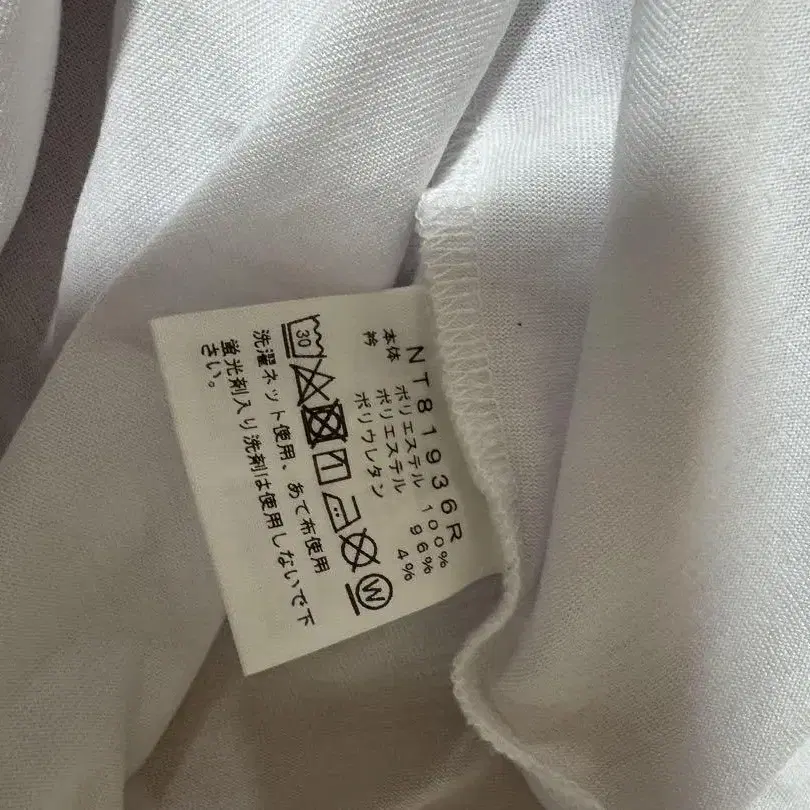 NT81936R
本体 ポリエステル 100%
衿 ポリエステル 96%
ポリウレタン 4%
30
W
洗濯ネット使用、あて布使用
蛍光剤入り洗剤は使用しないで下
さい。